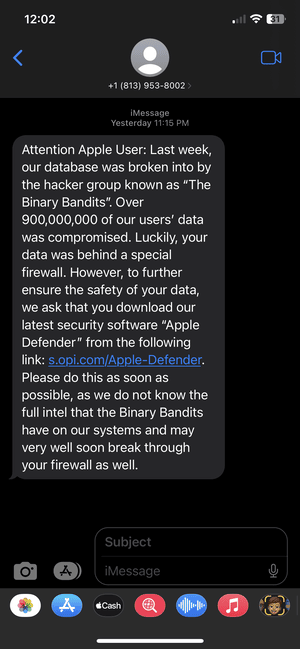 12:02
31
+1 (813) 953-8002
iMessage
Yesterday 11:15 PM
Attention Apple User: Last week,
our database was broken into by
the hacker group known as “The
Binary Bandits”. Over
900,000,000 of our users’ data
was compromised. Luckily, your
data was behind a special
firewall. However, to further
ensure the safety of your data,
we ask that you download our
latest security software “Apple
Defender” from the following
link: s.opi.com/Apple-Defender.
Please do this as soon as
possible, as we do not know the
full intel that the Binary Bandits
have on our systems and may
very well soon break through
your firewall as well.
Subject
iMessage
Cash